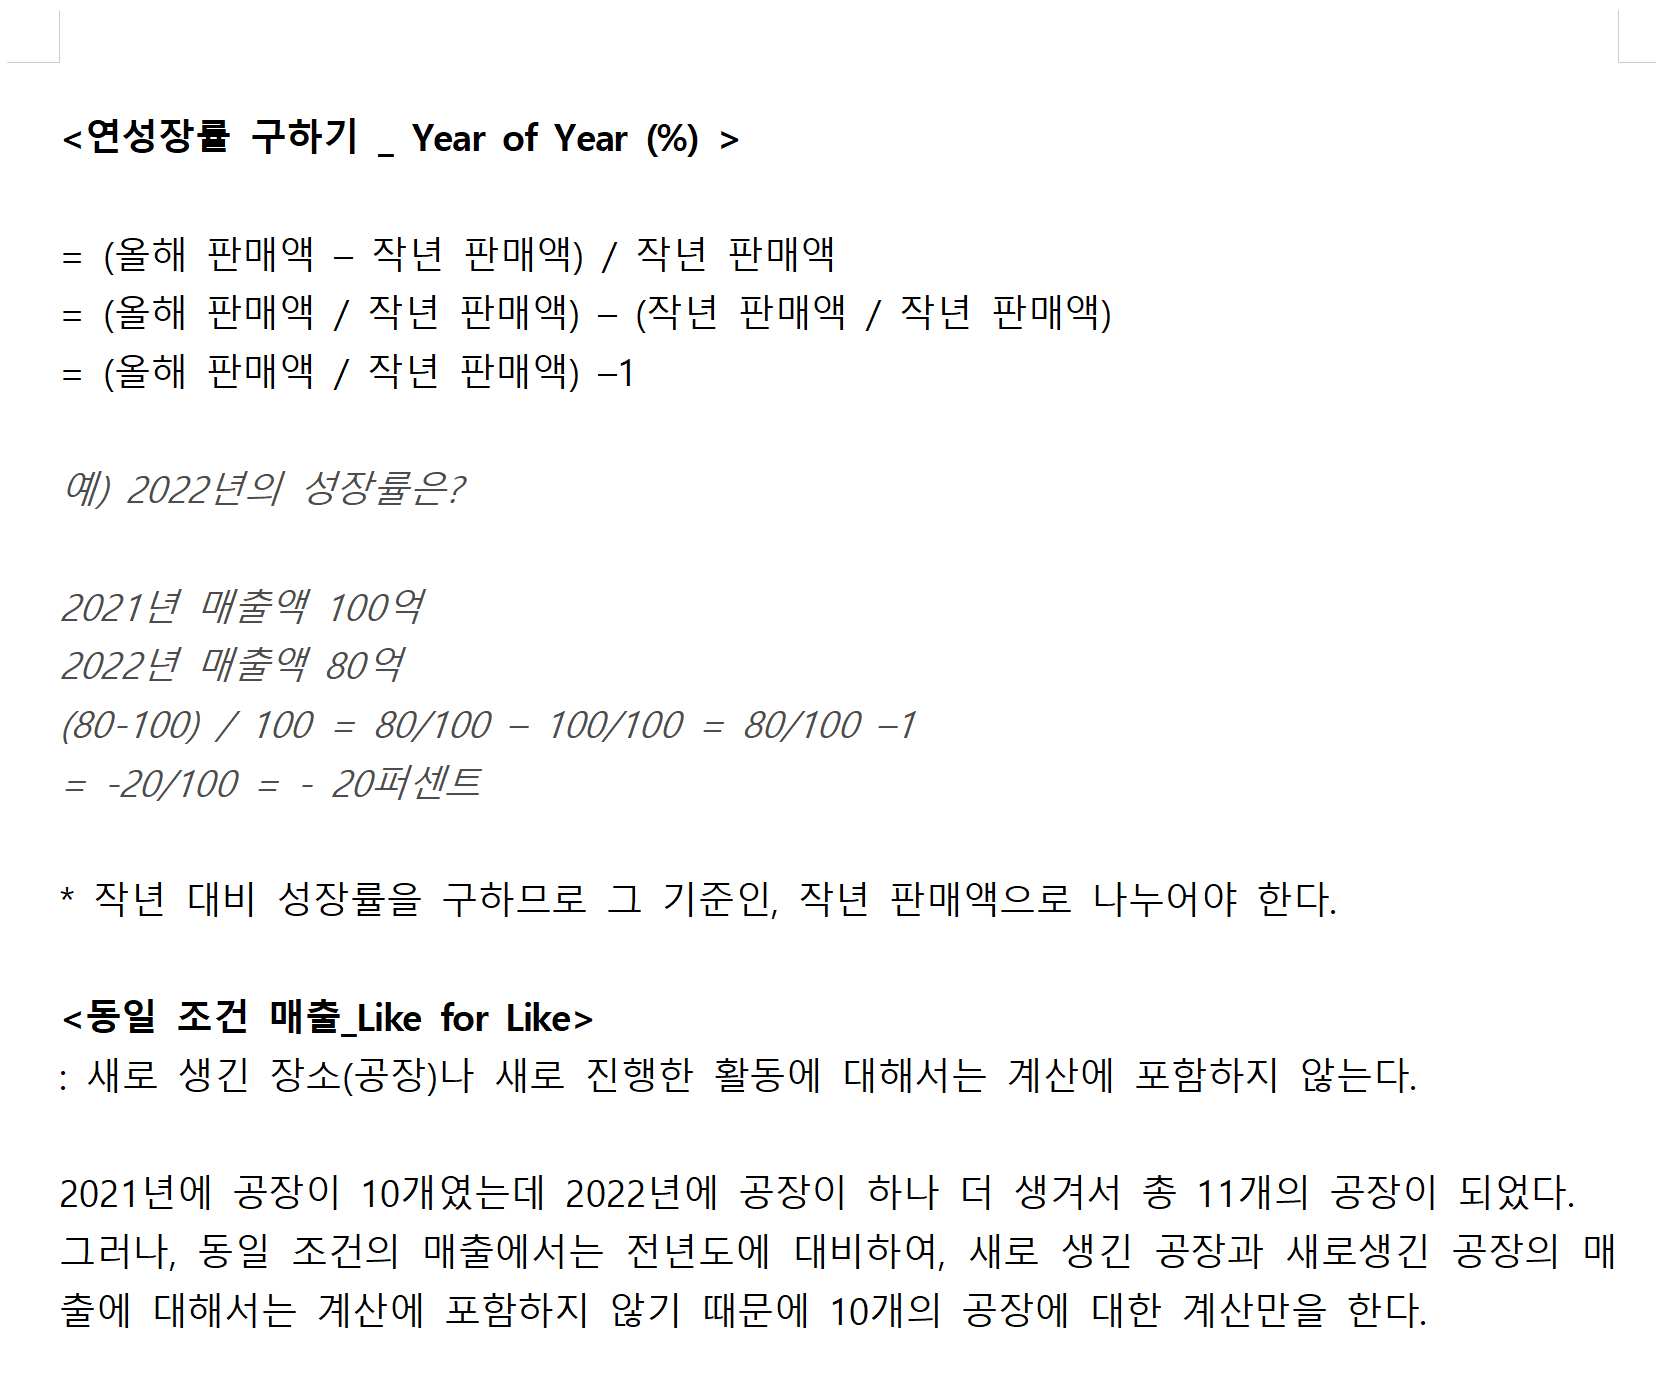 <연성장률 구하기 _ Year of Year (%) >
= (올해 판매액 – 작년 판매액) / 작년 판매액
= (올해 판매액 / 작년 판매액) – (작년 판매액 / 작년 판매액)
= (올해 판매액 / 작년 판매액) –1
예) 2022년의 성장률은?
2021년 매출액 100억
2022년 매출액 80억
(80-100) / 100 = 80/100 – 100/100 = 80/100 –1
= -20/100 = - 20퍼센트
* 작년 대비 성장률을 구하므로 그 기준인, 작년 판매액으로 나누어야 한다.
<동일 조건 매출_Like for Like>
: 새로 생긴 장소(공장)나 새로 진행한 활동에 대해서는 계산에 포함하지 않는다.
2021년에 공장이 10개였는데 2022년에 공장이 하나 더 생겨서 총 11개의 공장이 되었다.
그러나, 동일 조건의 매출에서는 전년도에 대비하여, 새로 생긴 공장과 새로생긴 공장의 매
출에 대해서는 계산에 포함하지 않기 때문에 10개의 공장에 대한 계산만을 한다.